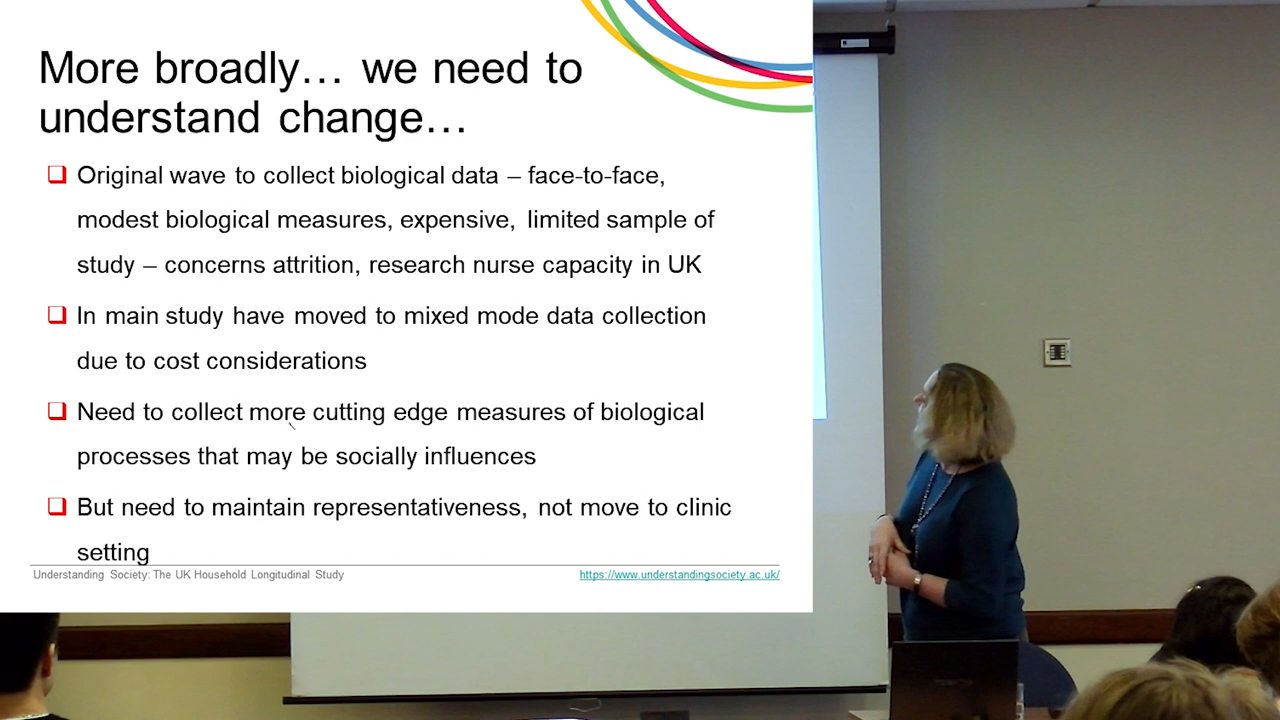 More broadly… we need to
understand change…
❑ Original wave to collect biological data – face-to-face,
modest biological measures, expensive, limited sample of
study – concerns attrition, research nurse capacity in UK
❑ In main study have moved to mixed mode data collection
due to cost considerations
❑ Need to collect more cutting edge measures of biological
processes that may be socially influences
❑ But need to maintain representativeness, not move to clinic
setting
Understanding Society: The UK Household Longitudinal Study
https://www.understandingsociety.ac.uk/